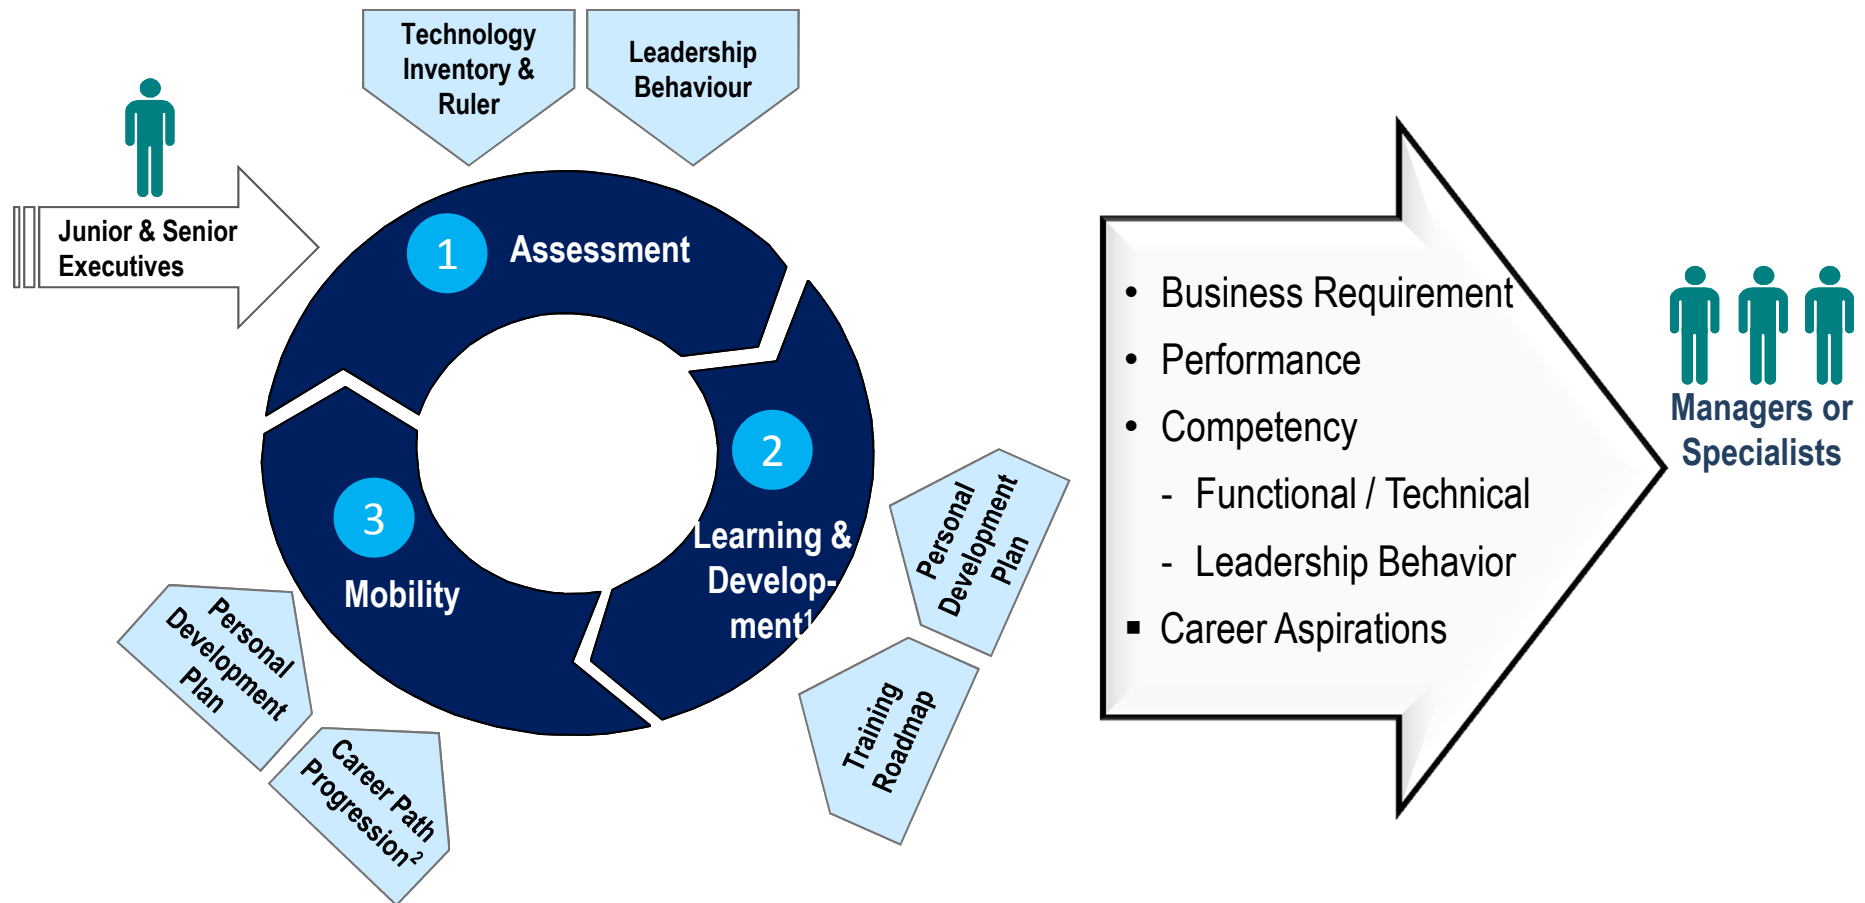 Technology
Inventory &
Ruler
Leadership
Behaviour
Junior & Senior
Executives
1
Assessment
2
Learning &
Develop-
ment¹
3
Mobility
Personal
Development
Plan
Training
Roadmap
Personal
Development
Plan
Career Path
Progression²
• Business Requirement
• Performance
• Competency
- Functional / Technical
- Leadership Behavior
▪ Career Aspirations
Managers or
Specialists